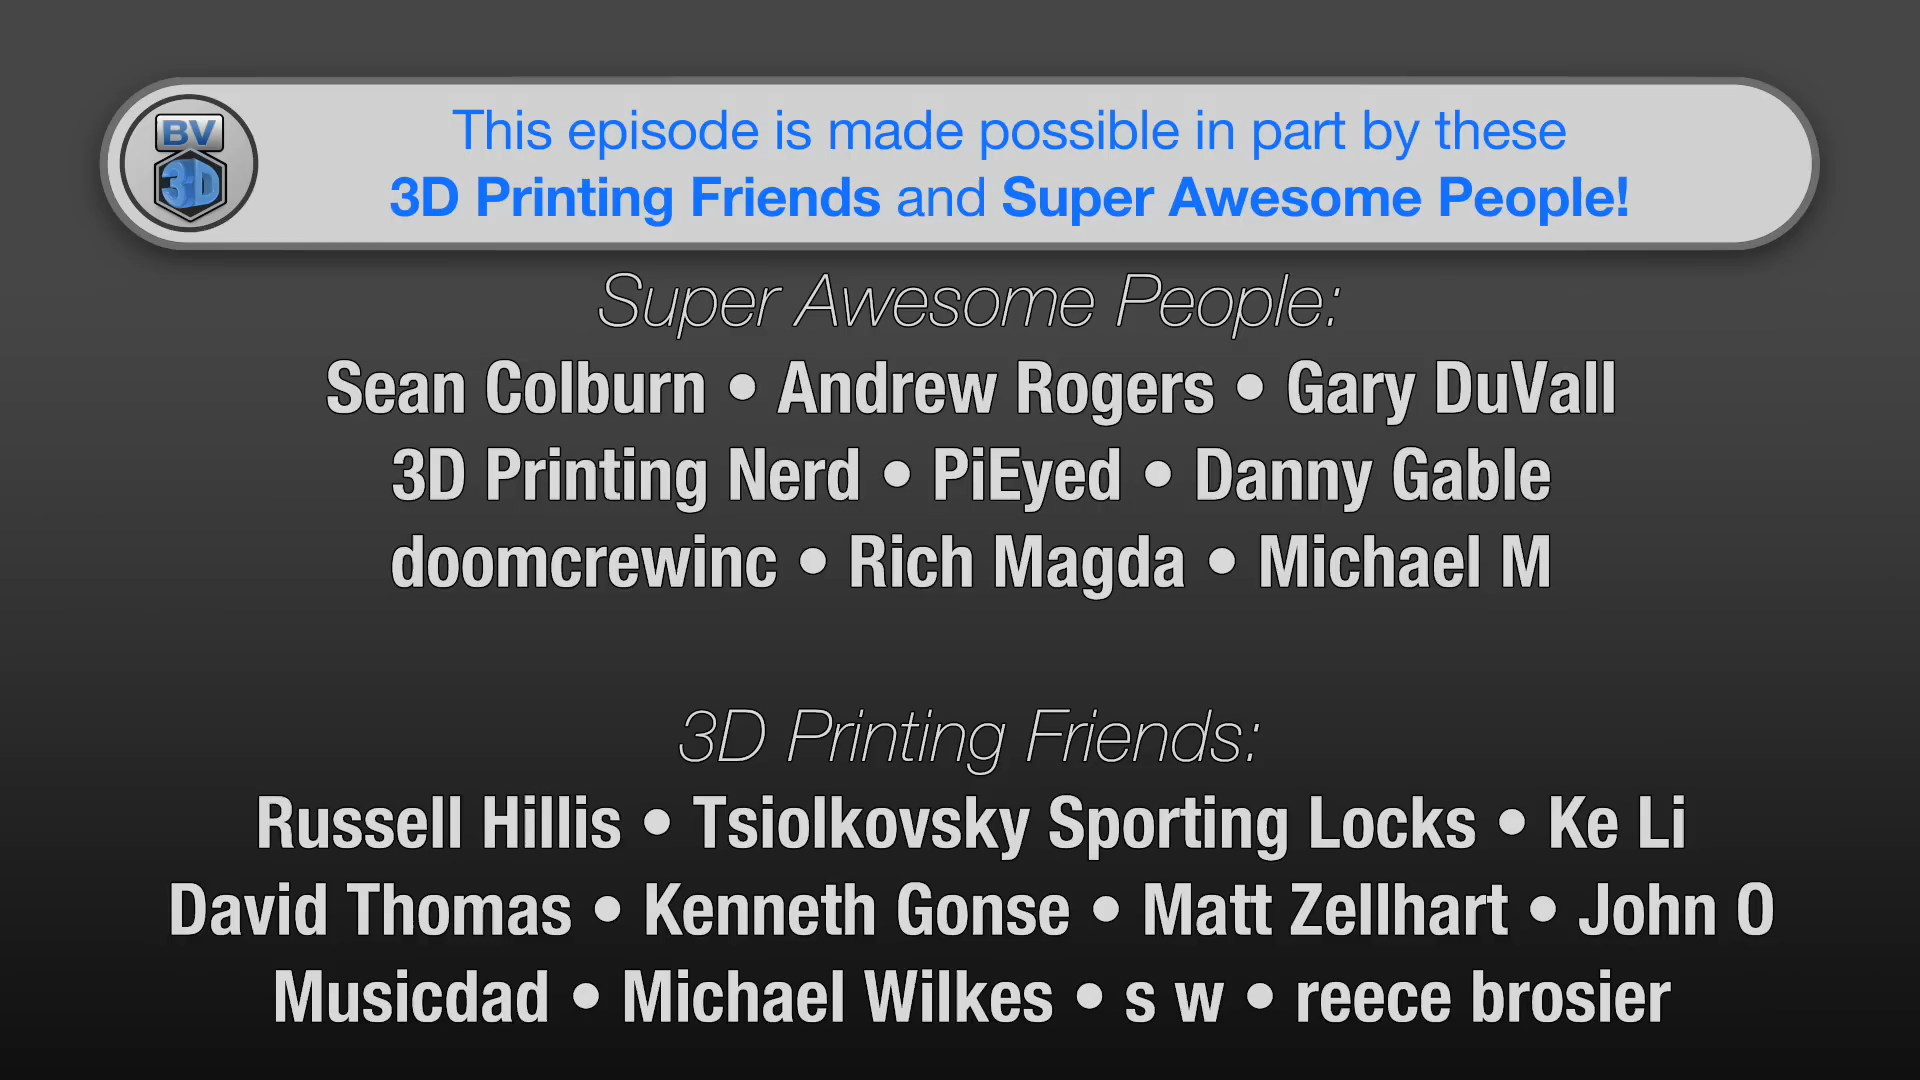 BV
3D
This episode is made possible in part by these
3D Printing Friends and Super Awesome People!
Super Awesome People:
Sean Colburn • Andrew Rogers • Gary DuVall
3D Printing Nerd • PiEyed • Danny Gable
doomcrewinc • Rich Magda • Michael M
3D Printing Friends:
Russell Hillis • Tsiolkovsky Sporting Locks • Ke Li
David Thomas • Kenneth Gonse • Matt Zellhart • John O
Musicdad • Michael Wilkes • s w • reece brosier